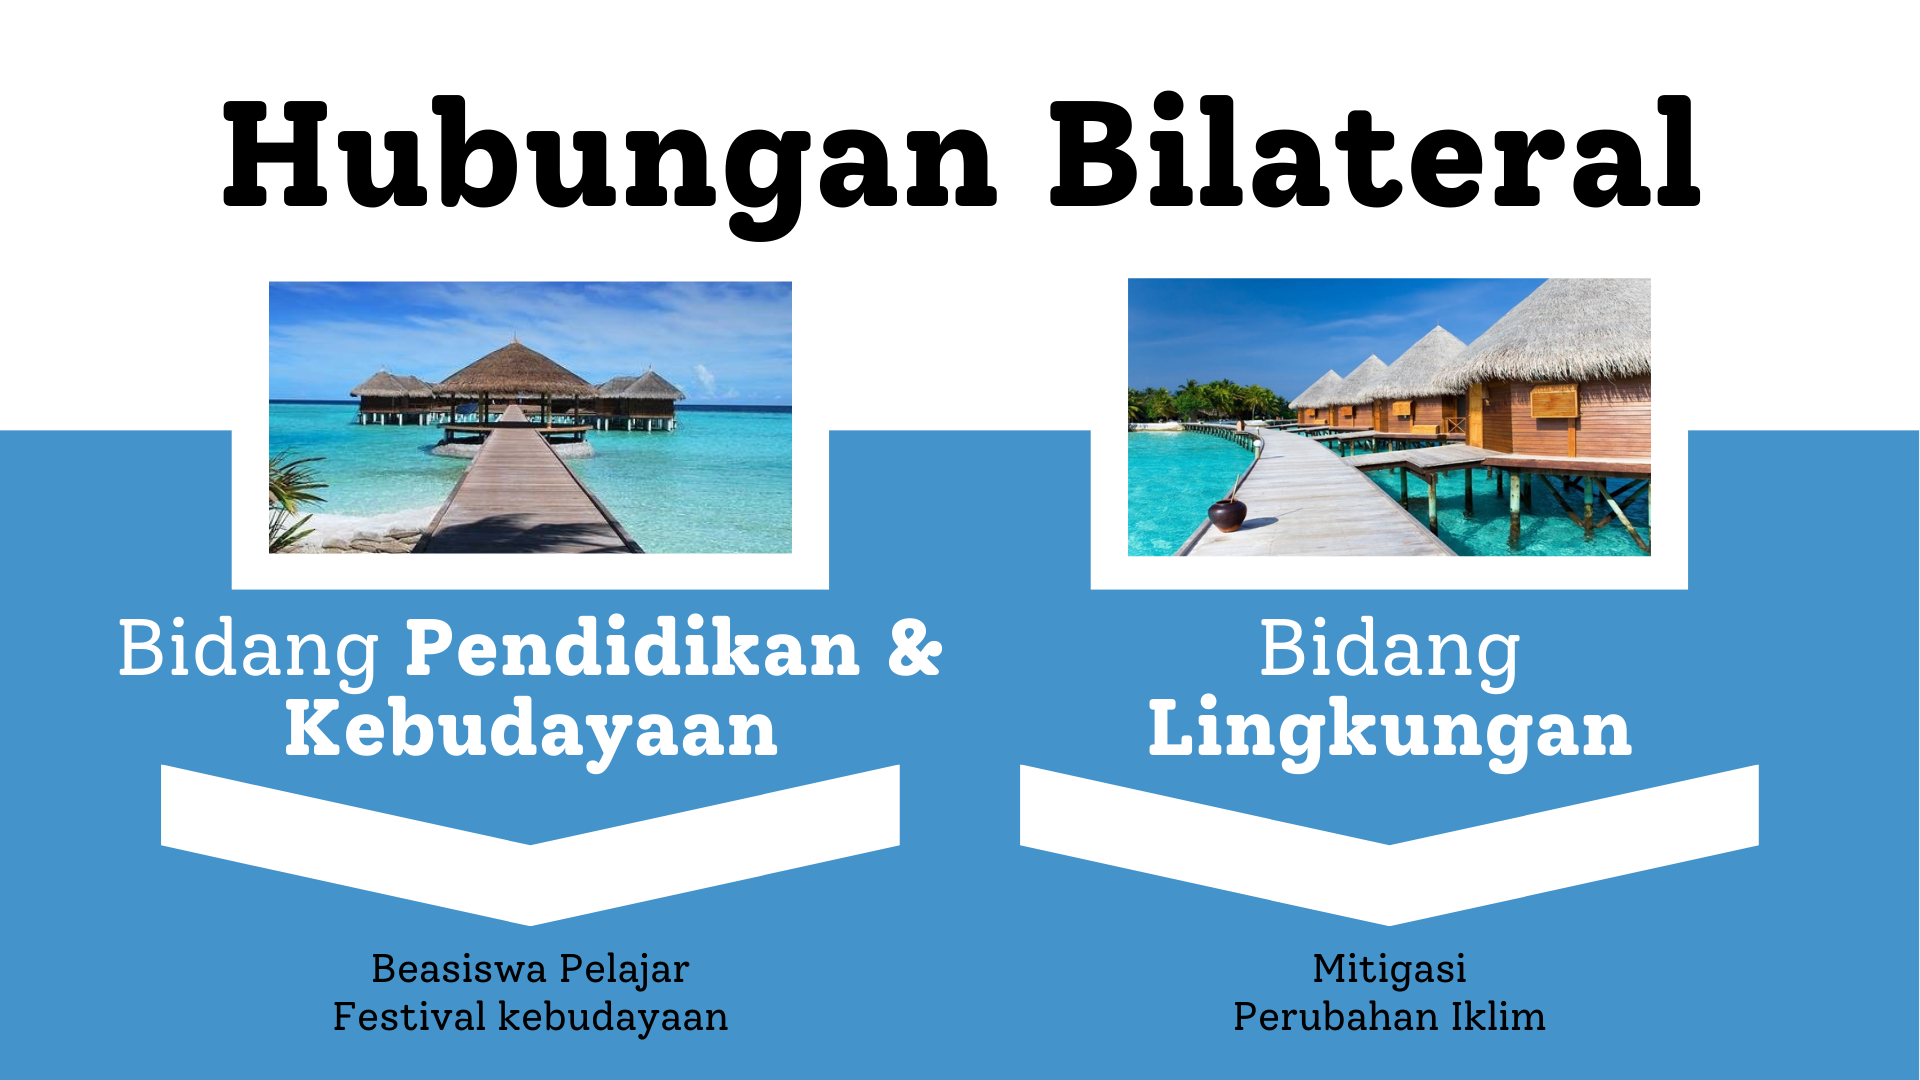 Hubungan Bilateral
Bidang Pendidikan &
Kebudayaan
Beasiswa Pelajar
Festival kebudayaan
Bidang
Lingkungan
Mitigasi
Perubahan Iklim